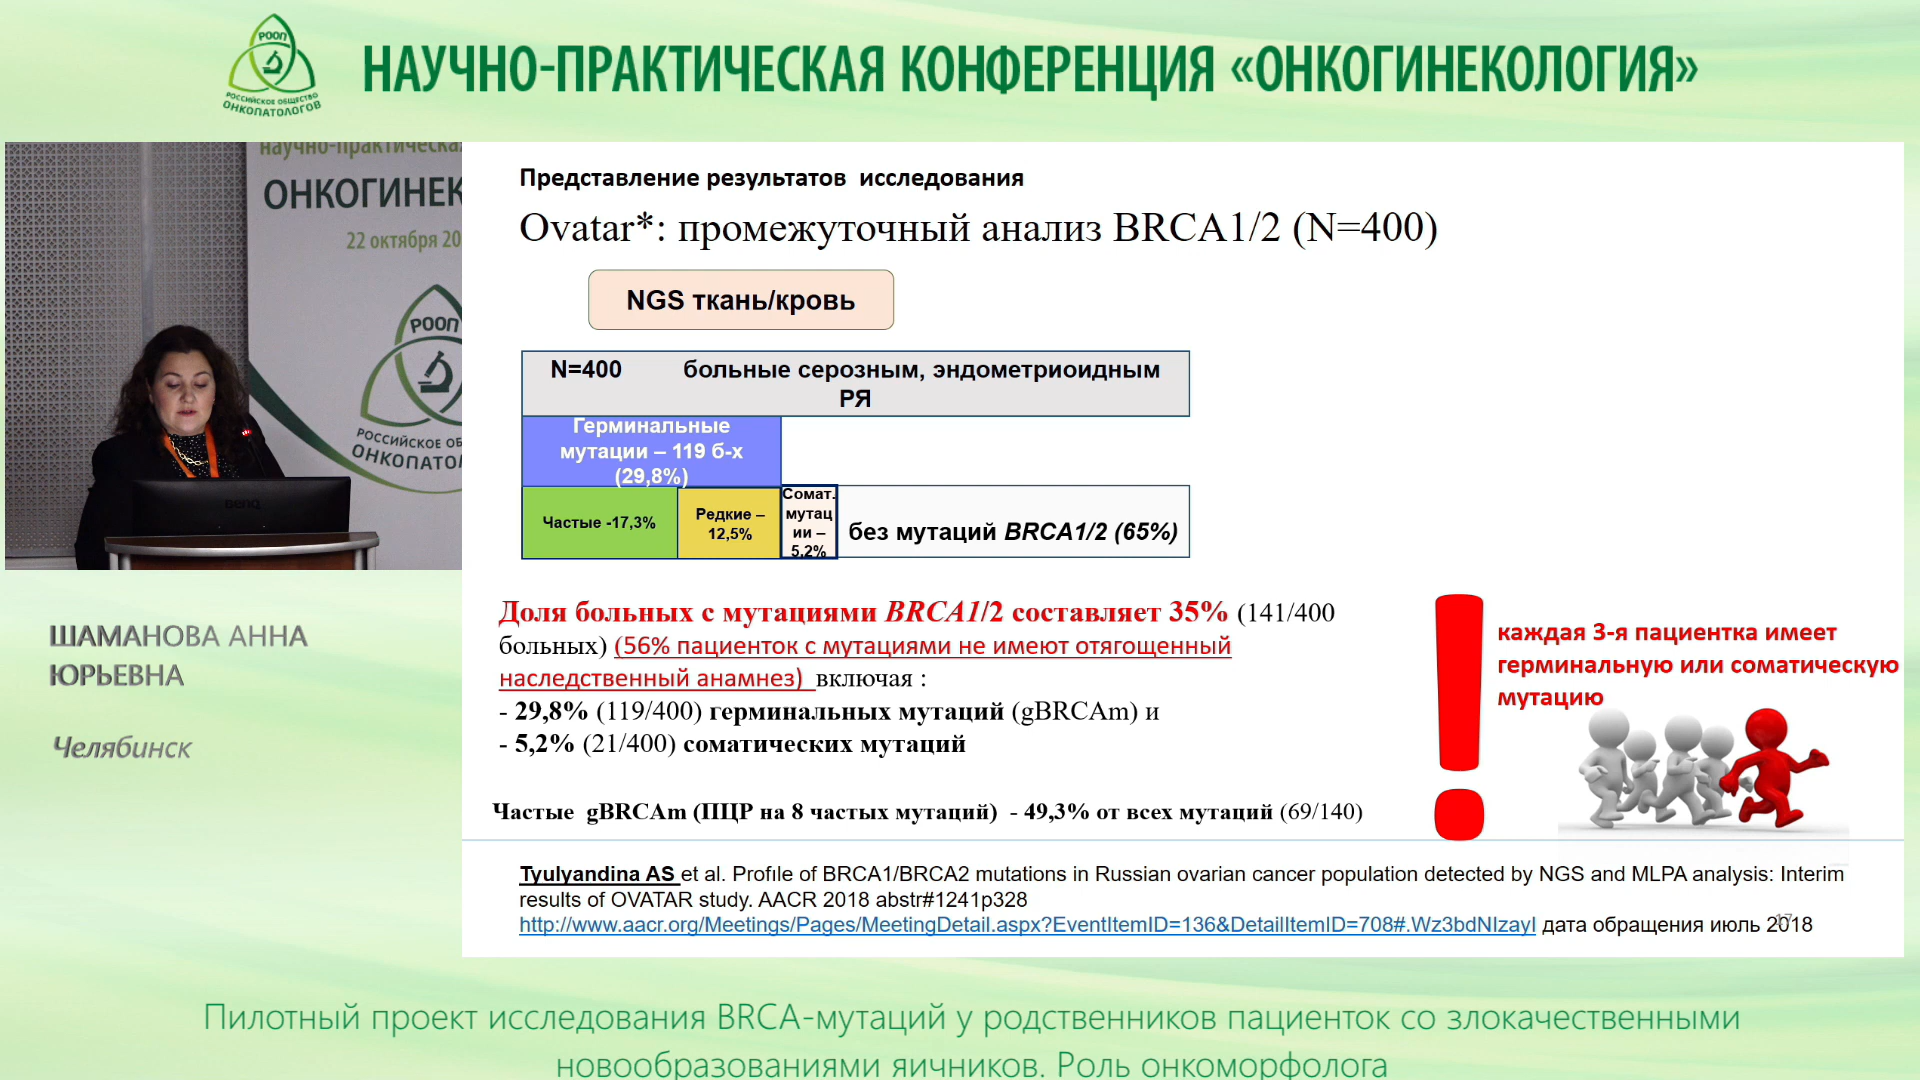 РООП
РОССИЙСКОЕ ОБЩЕСТВО
ОНКОПАТОЛОГОВ
НАУЧНО-ПРАКТИЧЕСКАЯ КОНФЕРЕНЦИЯ «ОНКОГИНЕКОЛОГИЯ»
научно-практическа
ОНКОГИНЕК
22 октября 20
РООП
РОССИЙСКОЕ ОБ
ОНКОПАТО
BENQ
ШАМАНОВА АННА
ЮРЬЕВНА
Челябинск
Представление результатов исследования
Ovatar*: промежуточный анализ BRCA1/2 (N=400)
NGS ткань/кровь
N=400 больные серозным, эндометриоидным
РЯ
Герминальные
мутации – 119 б-х
(29,8%)
Частые -17,3%
Редкие –
12,5%
Сомат.
мутац
ии –
5,2%
без мутаций BRCA1/2 (65%)
Доля больных с мутациями BRCA1/2 составляет 35% (141/400
больных) (56% пациенток с мутациями не имеют отягощенный
наследственный анамнез) включая :
- 29,8% (119/400) герминальных мутаций (gBRCAm) и
- 5,2% (21/400) соматических мутаций
Частые gBRCAm (ПЦР на 8 частых мутаций) - 49,3% от всех мутаций (69/140)
каждая 3-я пациентка имеет
герминальную или соматическую
мутацию
Tyulyandina AS et al. Profile of BRCA1/BRCA2 mutations in Russian ovarian cancer population detected by NGS and MLPA analysis: Interim
results of OVATAR study. AACR 2018 abstr#1241p328
http://www.aacr.org/Meetings/Pages/MeetingDetail.aspx?EventItemID=136&DetailItemID=708#.Wz3bdNIzayI дата обращения июль 2018
17
Пилотный проект исследования BRCA-мутаций у родственников пациенток со злокачественными
новообразованиями яичников. Роль онкоморфолога